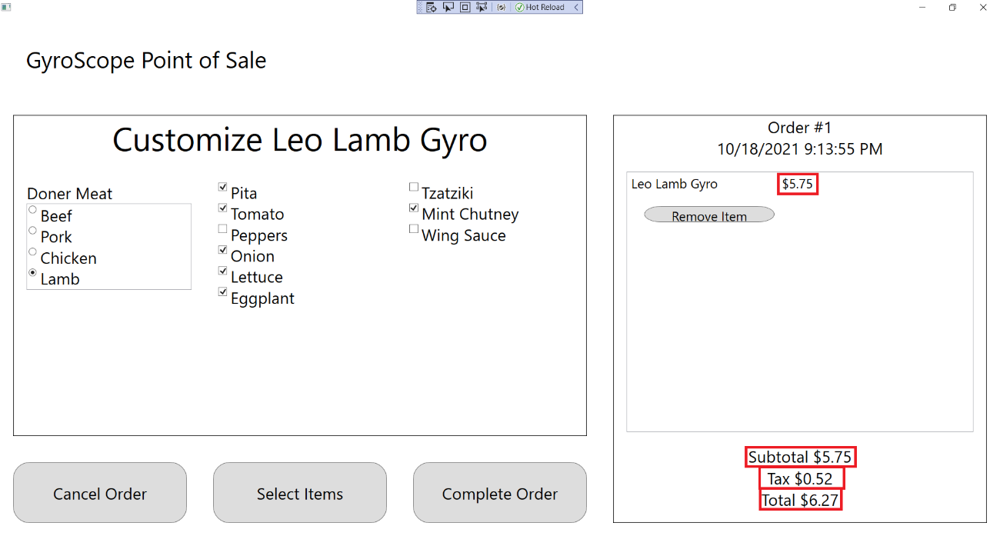 Hot Reload
GyroScope Point of Sale
Customize Leo Lamb Gyro
Doner Meat
Beef
Pork
Chicken
Lamb
Pita
Tomato
Peppers
Onion
Lettuce
Eggplant
Tzatziki
Mint Chutney
Wing Sauce
Cancel Order
Select Items
Complete Order
Order #1
10/18/2021 9:13:55 PM
Leo Lamb Gyro $5.75
Remove Item
Subtotal $5.75
Tax $0.52
Total $6.27